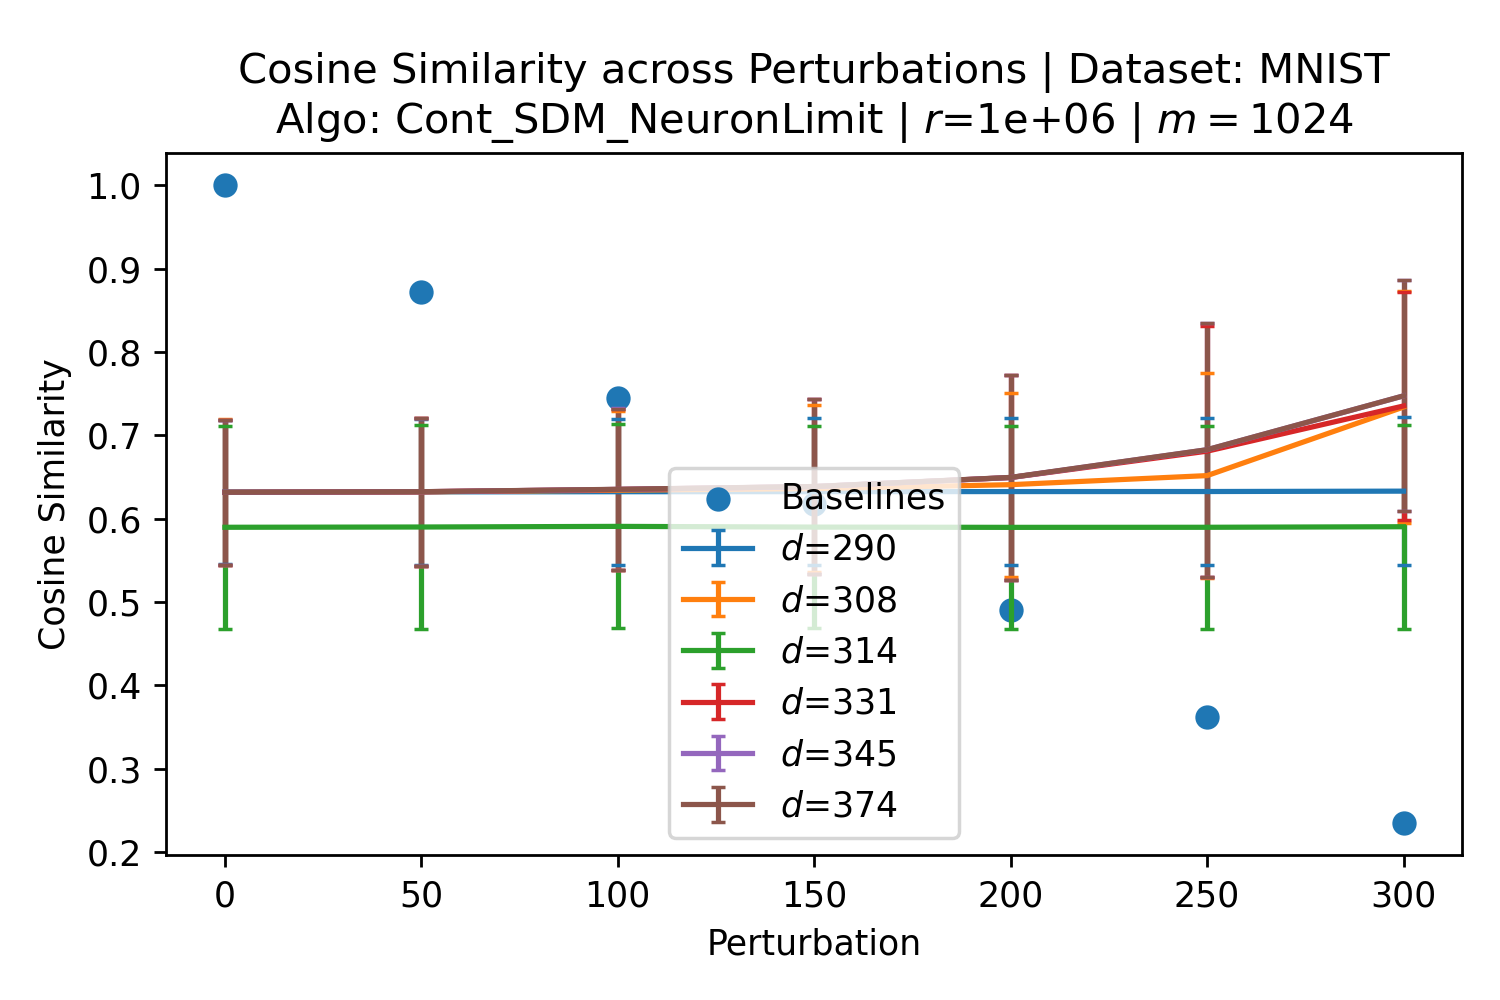 Cosine Similarity across Perturbations | Dataset: MNIST
Algo: Cont_SDM_NeuronLimit | r=1e+06 | m = 1024
Cosine Similarity
1.0
0.9
0.8
0.7
0.6
0.5
0.4
0.3
0.2
Baselines
d=290
d=308
d=314
d=331
d=345
d=374
0 50 100 150 200 250 300
Perturbation